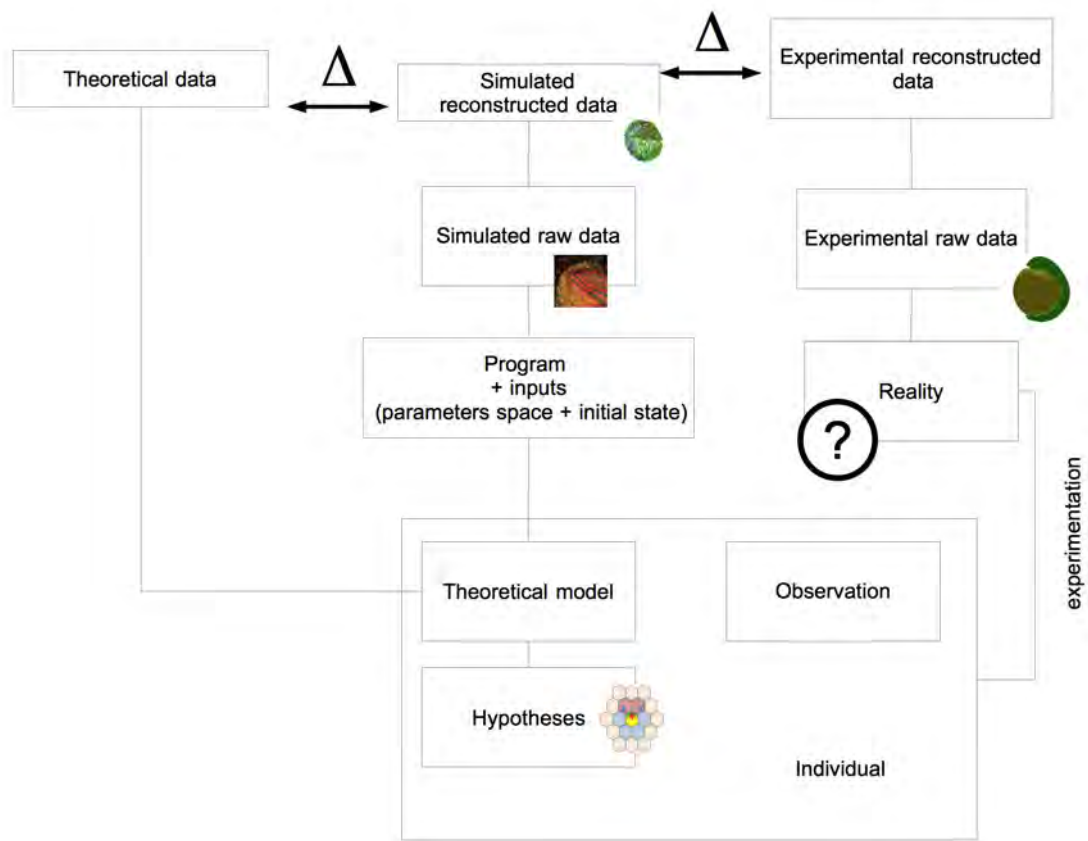 Δ
Δ
Theoretical data
Simulated
reconstructed data
Experimental reconstructed
data
Simulated raw data
Experimental raw data
Program
+ inputs
(parameters space + initial state)
Reality
?
experimentation
Theoretical model
Observation
Hypotheses
Individual